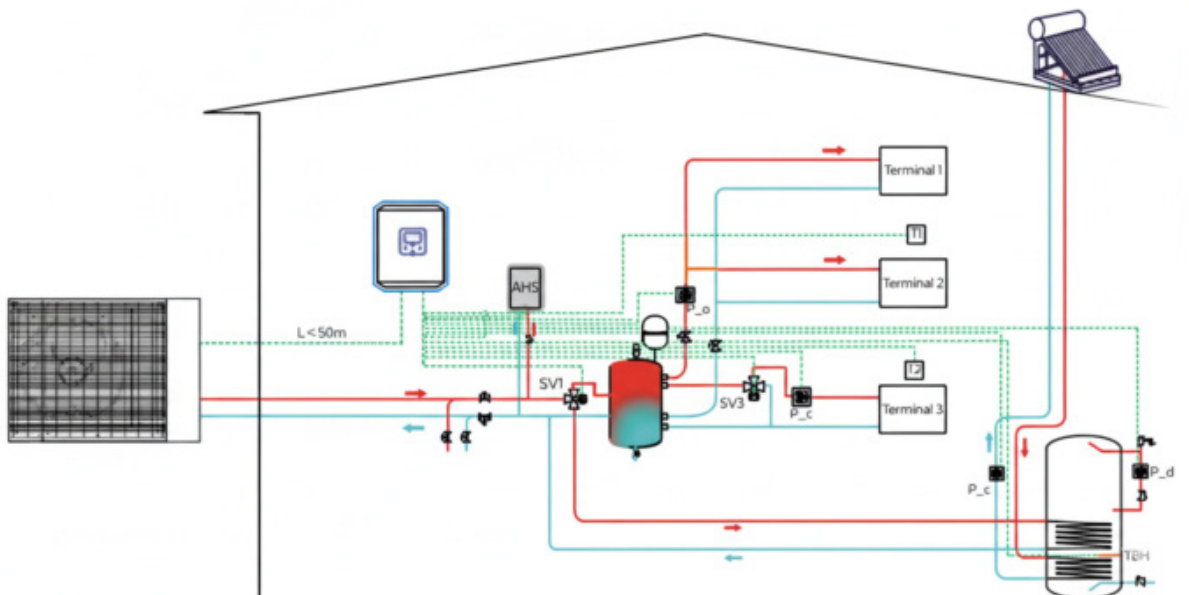 Terminal 1
T1
Terminal 2
AHS
P_o
L<50m
T2
SV1
SV3
P_c
Terminal 3
P_c
P_d
TBH